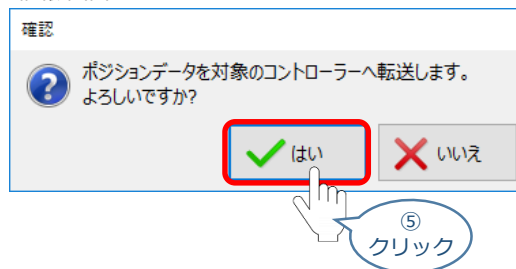 確認
ポジションデータを対象のコントローラーへ転送します。
よろしいですか?
はい
いいえ
⑤
クリック